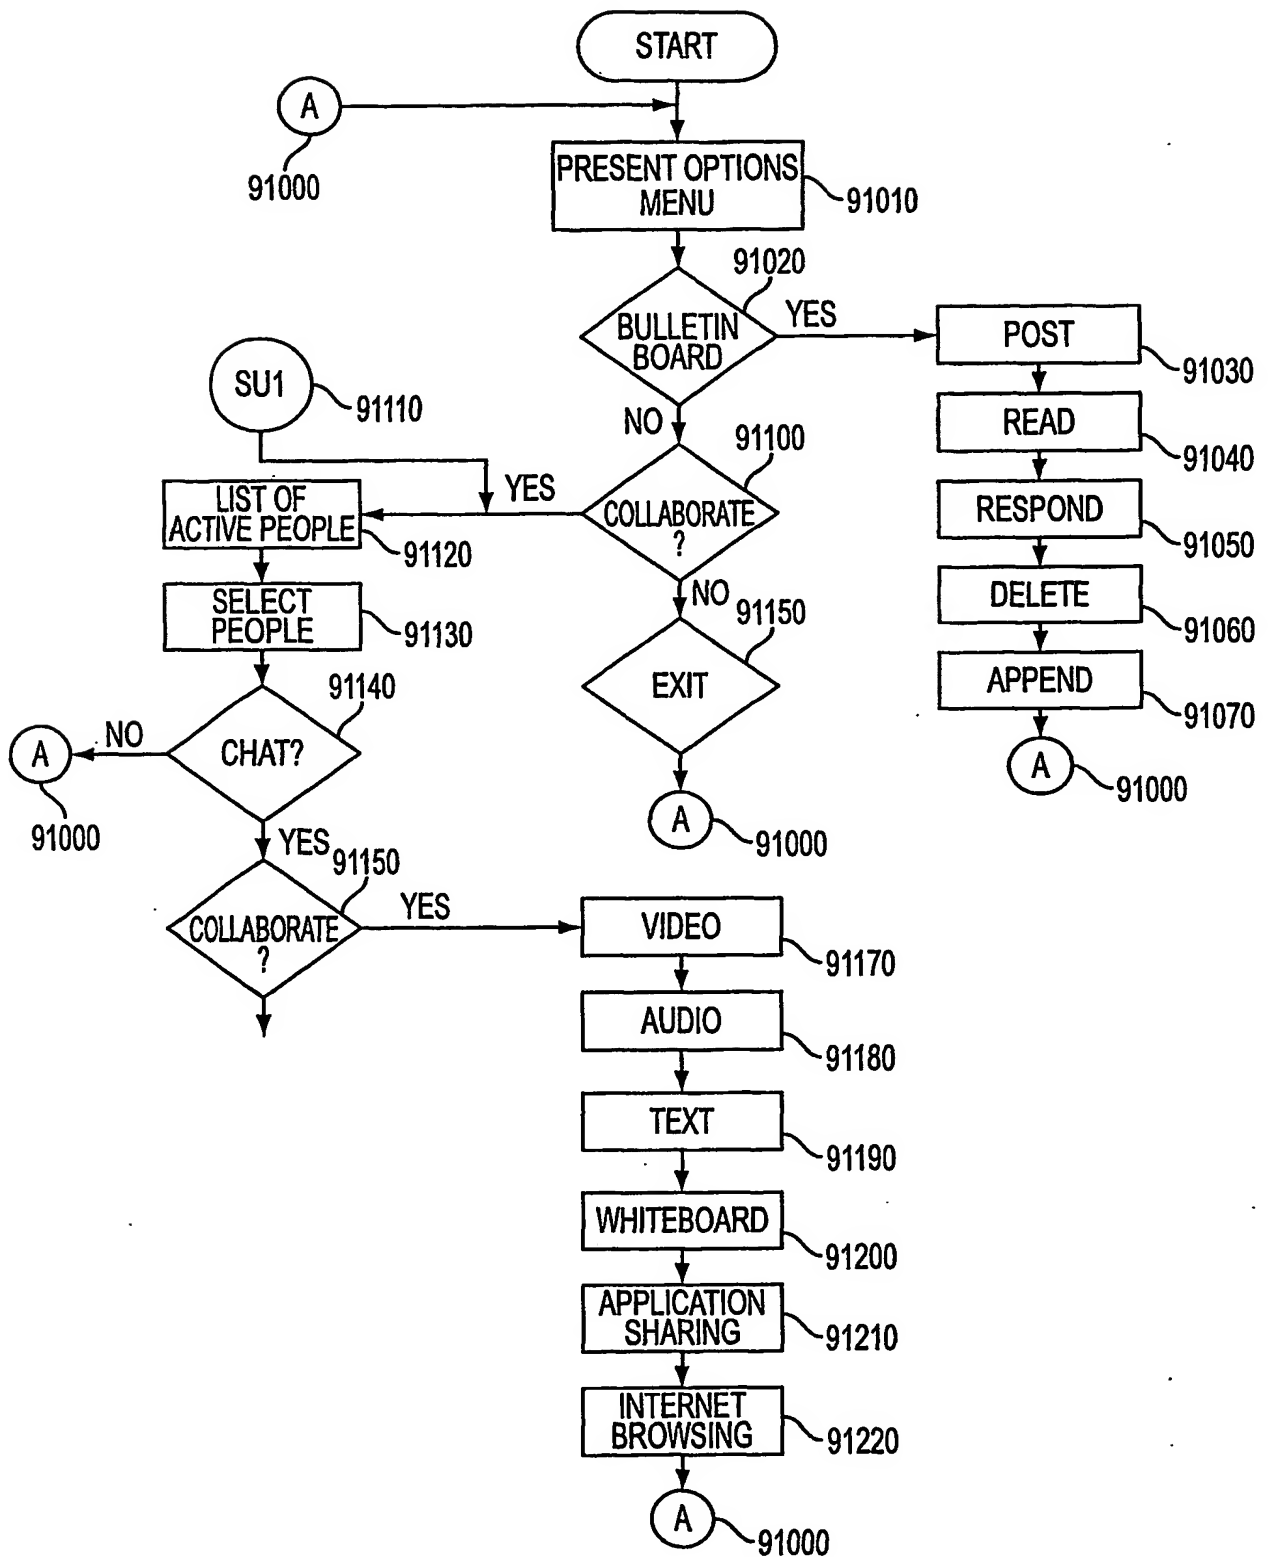 START
A
91000
PRESENT OPTIONS
MENU
91010
91020
BULLETIN
BOARD
YES
POST
91030
READ
91040
RESPOND
91050
DELETE
91060
APPEND
91070
A
91000
NO
91100
COLLABORATE
?
YES
SU1
91110
LIST OF
ACTIVE PEOPLE
91120
SELECT
PEOPLE
91130
NO
91150
EXIT
A
91000
91140
CHAT?
NO
A
91000
YES
91150
COLLABORATE
?
YES
VIDEO
91170
AUDIO
91180
TEXT
91190
WHITEBOARD
91200
APPLICATION
SHARING
91210
INTERNET
BROWSING
91220
A
91000